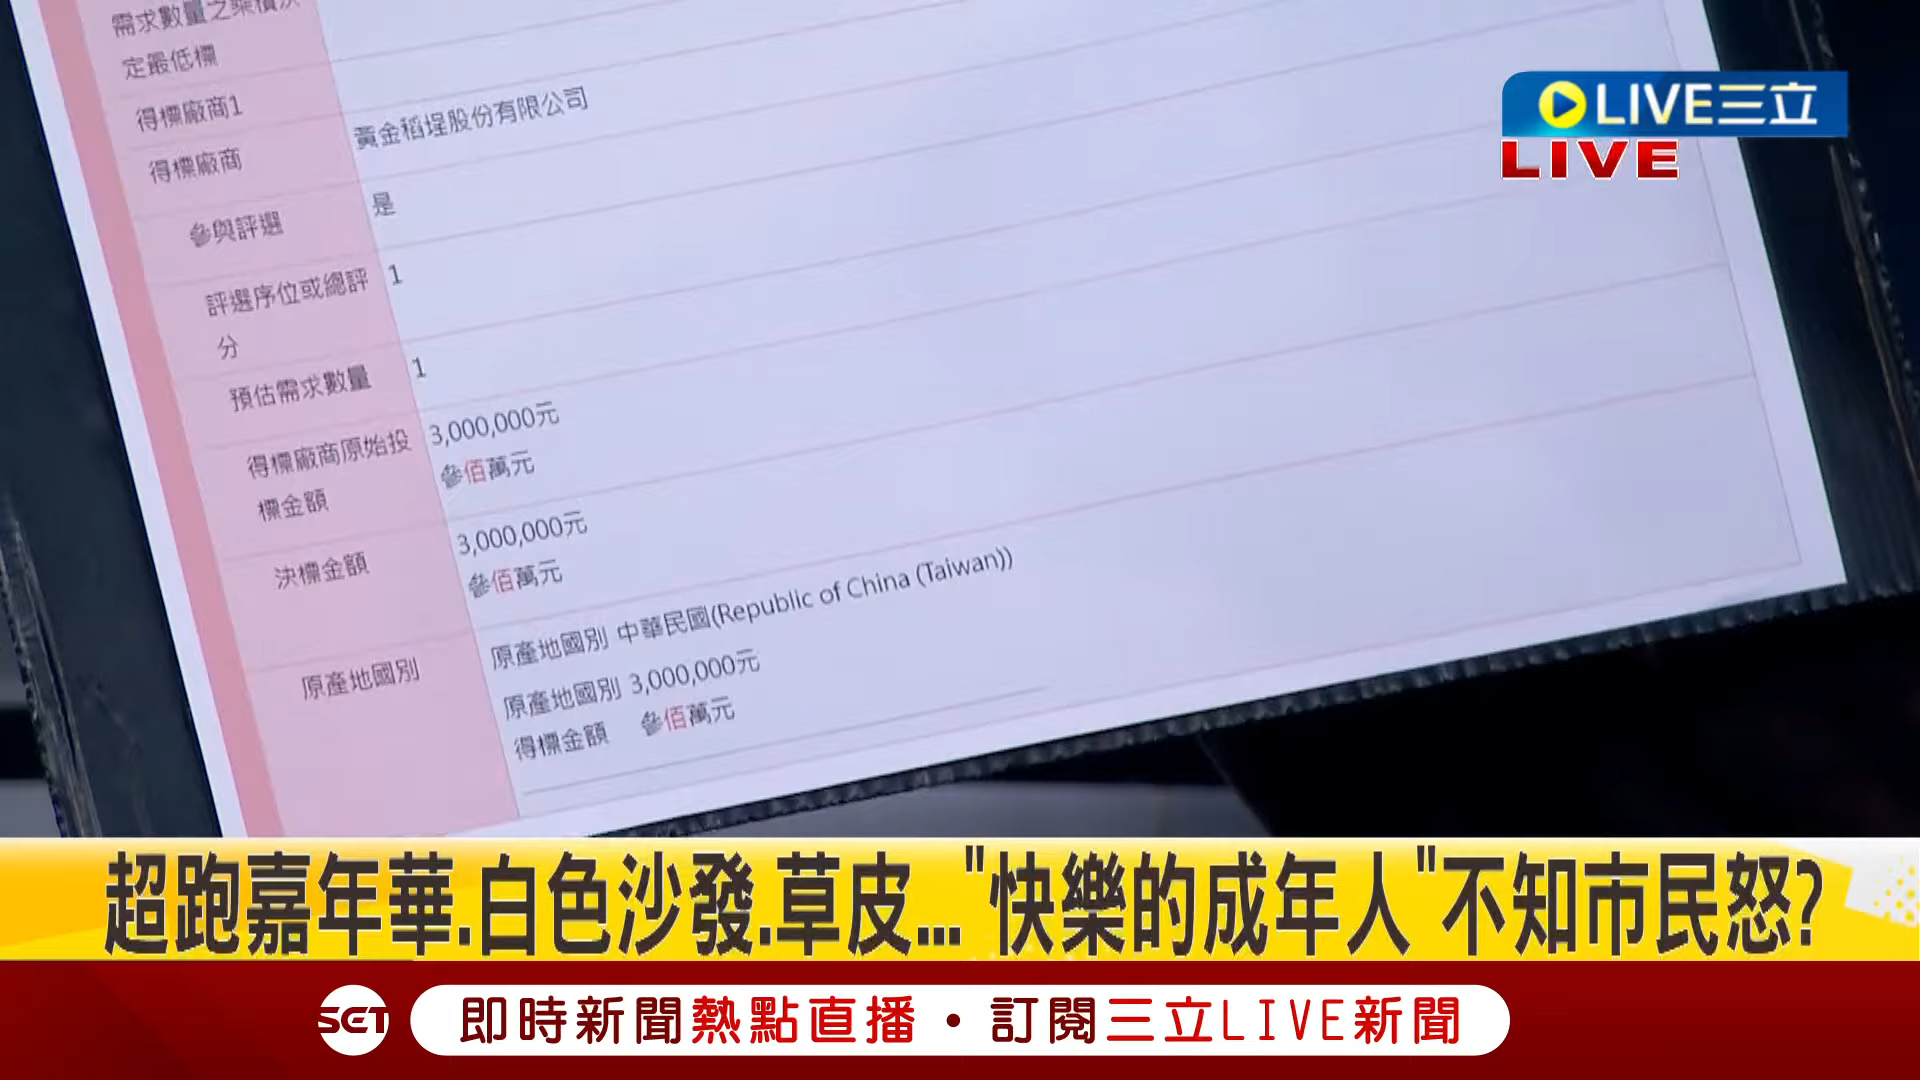 需求數量之乘積決
定最低標
得標廠商1
得標廠商 黃金稻埕股份有限公司
參與評選 是
評選序位或總評 1
分
預估需求數量 1
得標廠商原始投 3,000,000元
標金額 參佰萬元
決標金額 3,000,000元
參佰萬元
原產地國別 原產地國別 中華民國(Republic of China (Taiwan))
原產地國別 3,000,000元
得標金額 參佰萬元
LIVE三立
LIVE
超跑嘉年華.白色沙發.草皮..."快樂的成年人"不知市民怒?
SET 即時新聞熱點直播•訂閱三立LIVE新聞